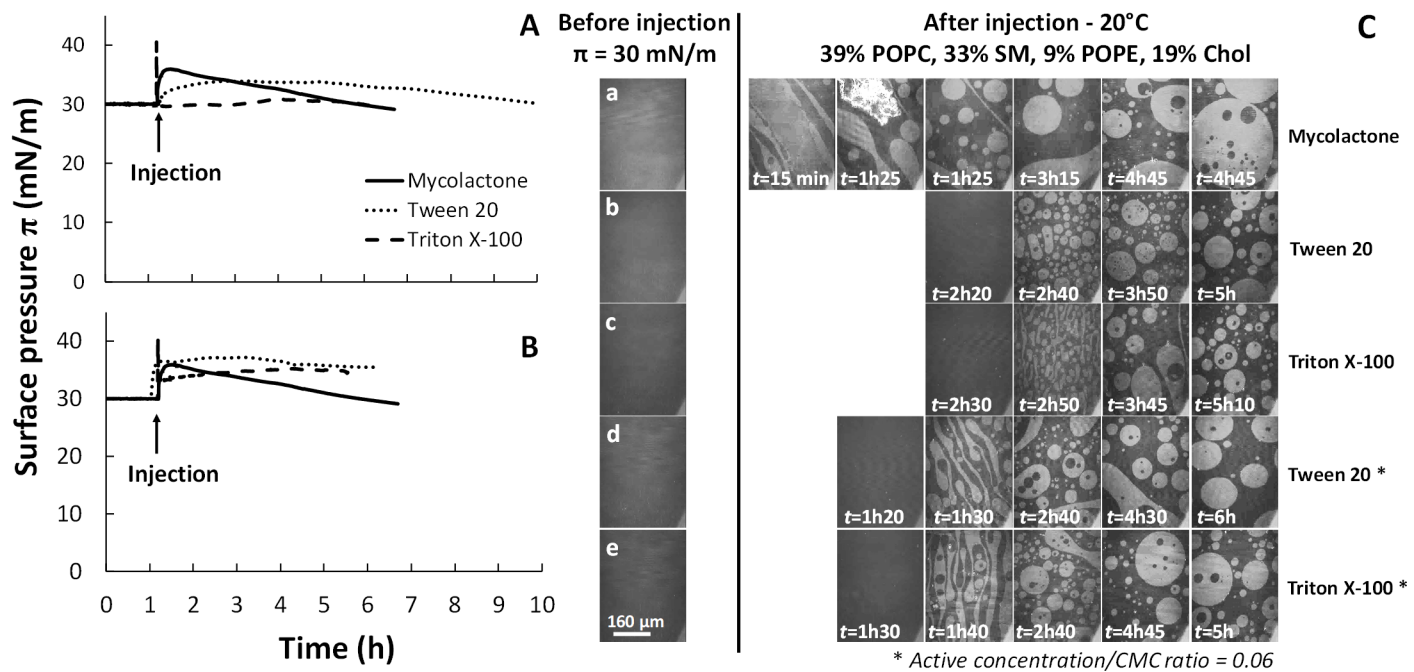 A
Surface pressure π (mN/m)
40
30
20
10
0
Injection
Mycolactone
Tween 20
Triton X-100
B
40
30
20
10
0
Injection
0 1 2 3 4 5 6 7 8 9 10
Time (h)
Before injection
π = 30 mN/m
a
b
c
d
e
160 µm
After injection - 20°C
39% POPC, 33% SM, 9% POPE, 19% Chol
C
t=15 min t=1h25 t=1h25 t=3h15 t=4h45 t=4h45
Mycolactone
t=2h20 t=2h40 t=3h50 t=5h
Tween 20
t=2h30 t=2h50 t=3h45 t=5h10
Triton X-100
t=1h20 t=1h30 t=2h40 t=4h30 t=6h
Tween 20 *
t=1h30 t=1h40 t=2h40 t=4h45 t=5h
Triton X-100 *
* Active concentration/CMC ratio = 0.06